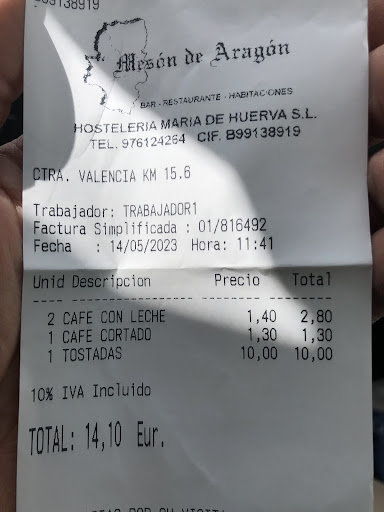 B99138919
Mesón de Aragón
BAR - RESTAURANTE - HABITACIONES
HOSTELERIA MARIA DE HUERVA S.L.
TEL. 976124264 CIF. B99138919
CTRA. VALENCIA KM 15.6
Trabajador: TRABAJADOR1
Factura Simplificada : 01/816492
Fecha : 14/05/2023 Hora: 11:41
Unid Descripcion Precio Total
2 CAFE CON LECHE 1,40 2,80
1 CAFE CORTADO 1,30 1,30
1 TOSTADAS 10,00 10,00
10% IVA Incluido
TOTAL: 14,10 Eur.